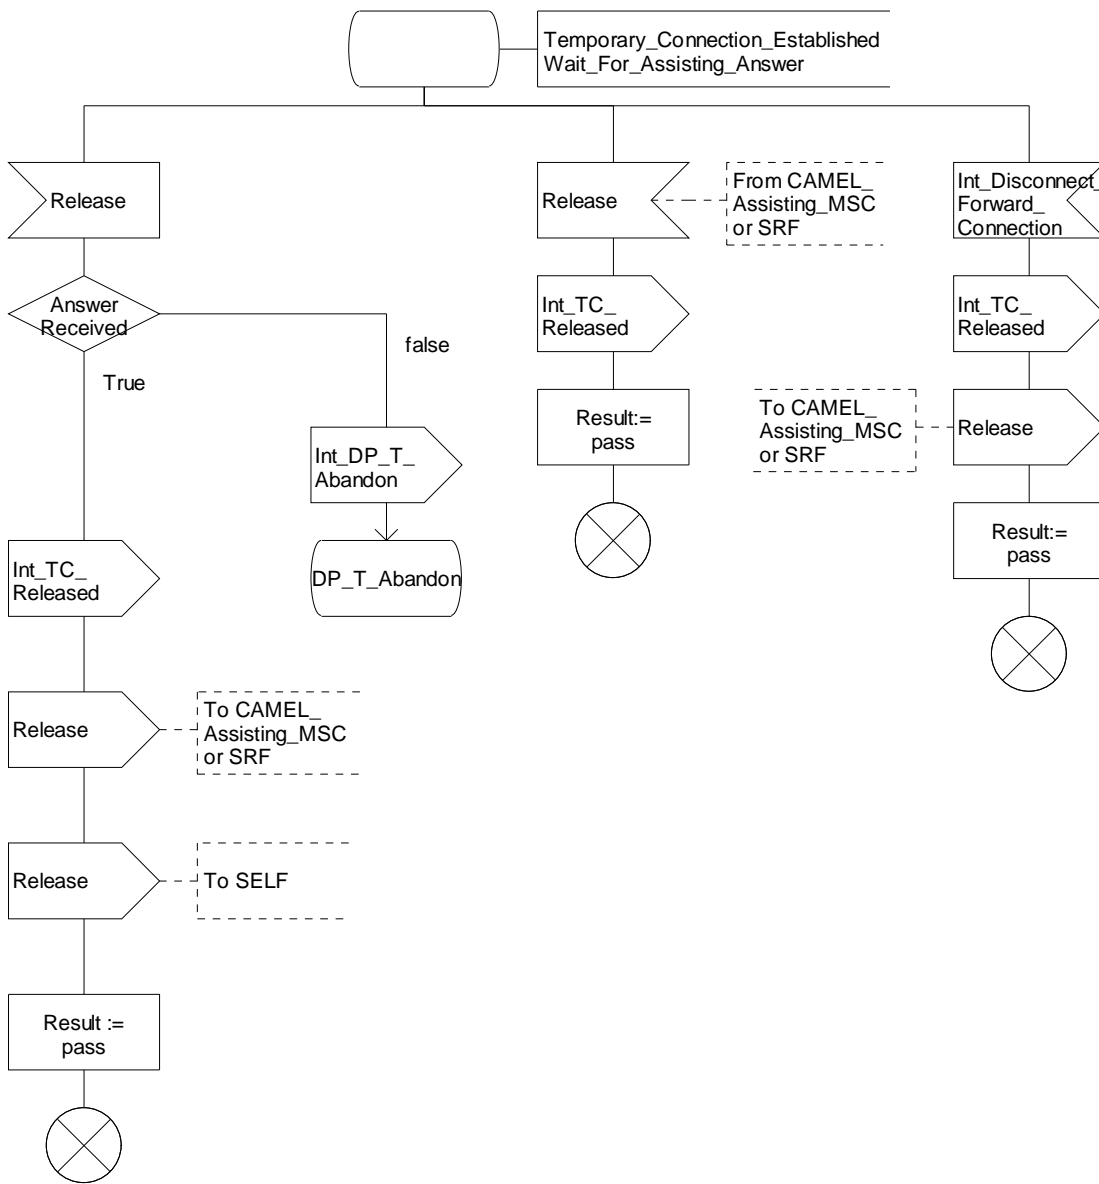 Temporary_Connection_Established
Wait_For_Assisting_Answer
Release
Release
From CAMEL_
Assisting_MSC
or SRF
Int_Disconnect_
Forward_
Connection
Answer
Received
True
false
Int_TC_
Released
Int_TC_
Released
Result:=
pass
To CAMEL_
Assisting_MSC
or SRF
Release
Int_DP_T_
Abandon
DP_T_Abandon
Result:=
pass
Int_TC_
Released
Release
To CAMEL_
Assisting_MSC
or SRF
Release
To SELF
Result :=
pass